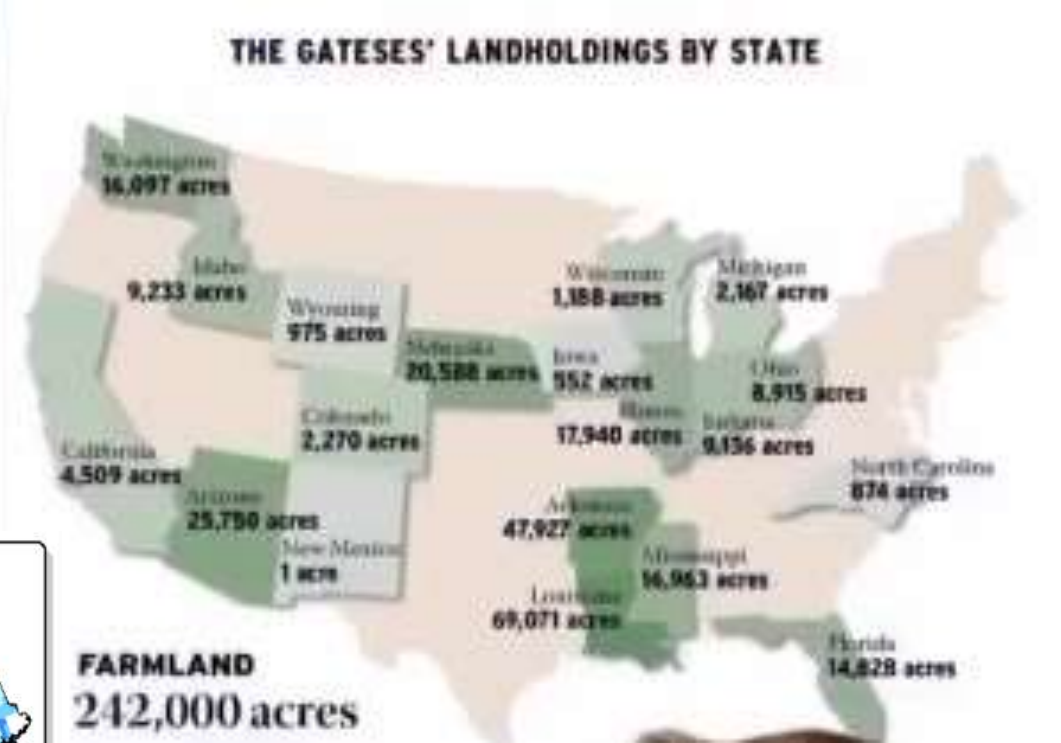 THE GATESES' LANDHOLDINGS BY STATE
Washington
16,097 acres
Idaho
9,233 acres
Wyoming
975 acres
Nebraska
20,588 acres
Wisconsin
1,188 acres
Michigan
2,167 acres
Iowa
552 acres
Ohio
8,915 acres
Illinois
17,940 acres
Indiana
9,136 acres
Colorado
2,270 acres
California
4,509 acres
Arizona
25,750 acres
New Mexico
1 acre
North Carolina
874 acres
Arkansas
47,927 acres
Mississippi
16,963 acres
Louisiana
69,071 acres
Florida
14,828 acres
FARMLAND
242,000 acres